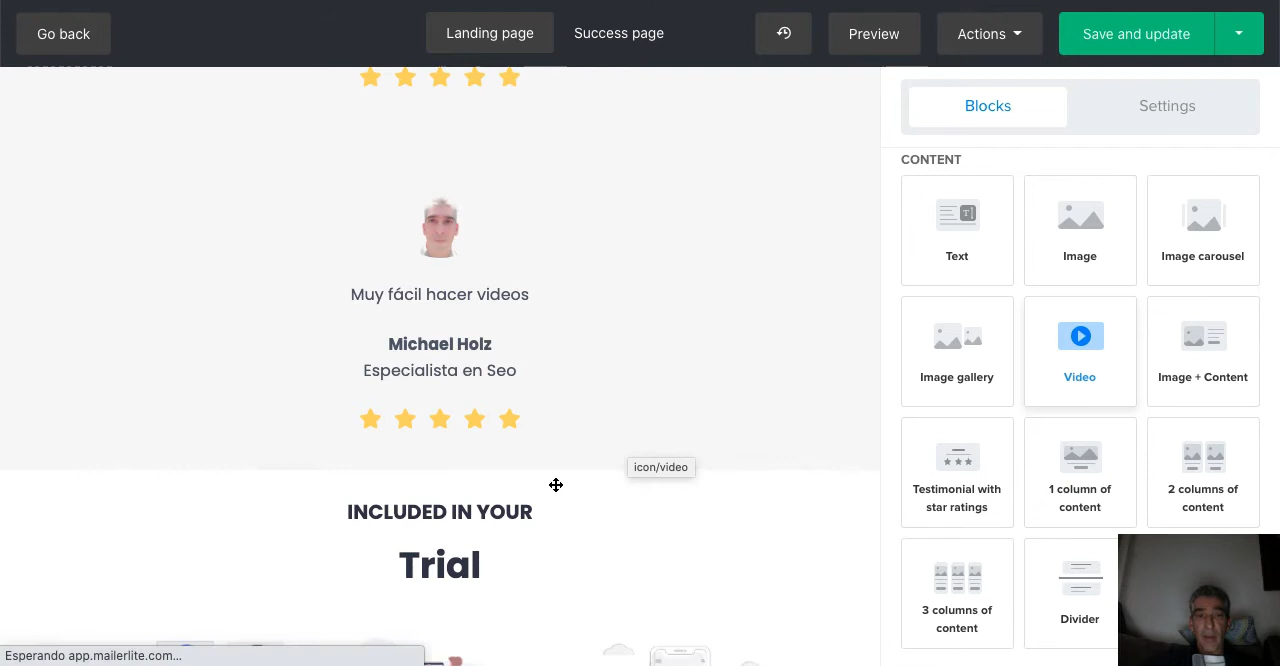 Go back
Landing page
Success page
Preview
Actions
Save and update
Blocks
Settings
CONTENT
Text
Image
Image carousel
Muy fácil hacer videos
Image gallery
Video
Image + Content
Michael Holz
Especialista en Seo
icon/video
Testimonial with
star ratings
1 column of
content
2 columns of
content
INCLUDED IN YOUR
Trial
3 columns of
content
Divider
Esperando app.mailerlite.com...